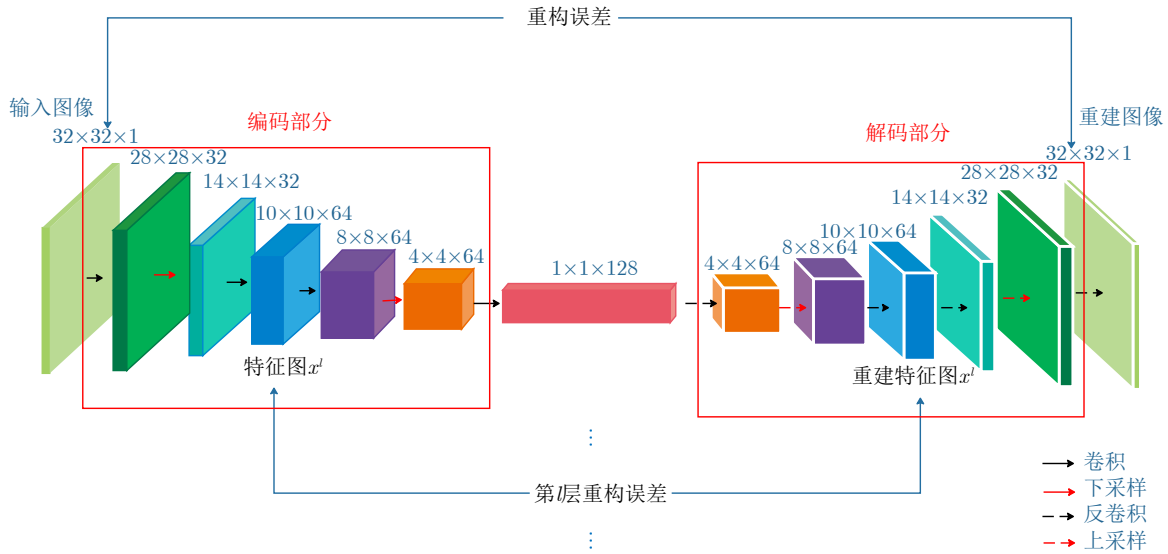 重构误差
输入图像
32×32×1
编码部分
28×28×32
14×14×32
10×10×64
8×8×64
4×4×64
1×1×128
解码部分
4×4×64
8×8×64
10×10×64
14×14×32
28×28×32
重建图像
32×32×1
特征图xˡ
重建特征图xˡ
⋮
第l层重构误差
⋮
卷积
下采样
反卷积
上采样